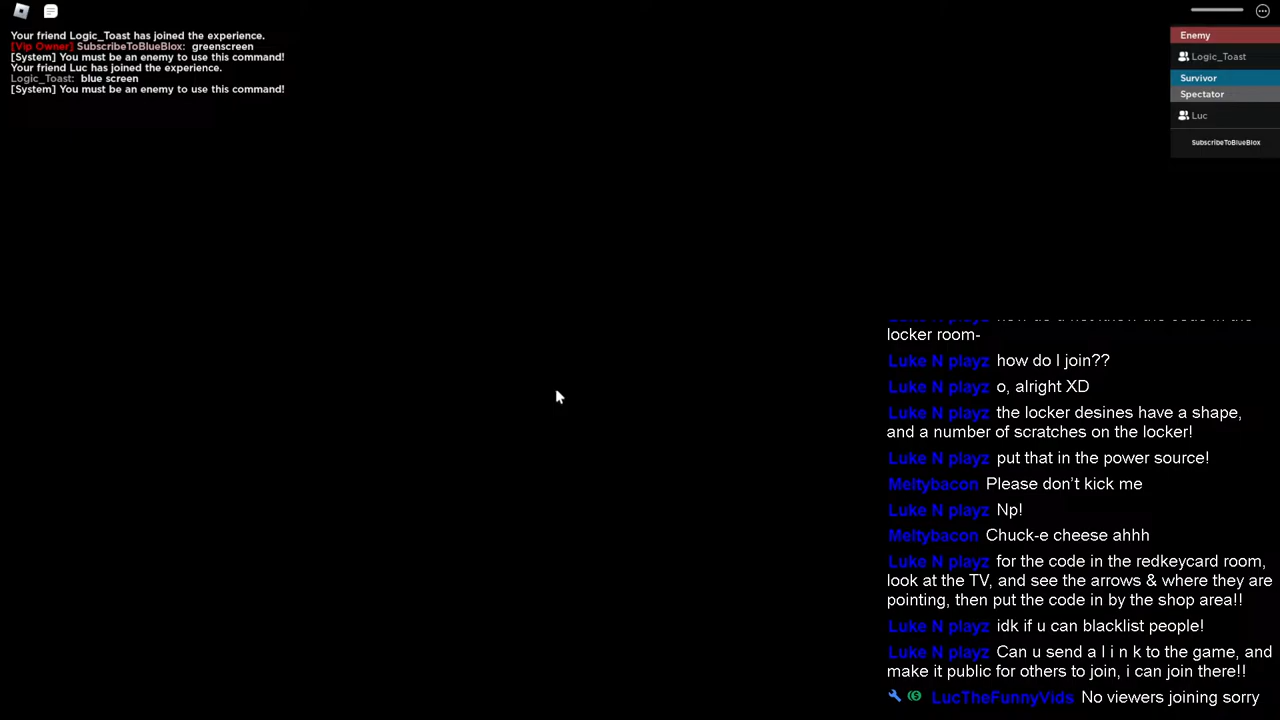 Your friend Logic_Toast has joined the experience.
[Vip Owner] SubscribeToBlueBlox: greenscreen
[System] You must be an enemy to use this command!
Your friend Luc has joined the experience.
Logic_Toast: blue screen
[System] You must be an enemy to use this command!
Enemy
Logic_Toast
Survivor
Spectator
Luc
SubscribeToBlueBlox
locker room-
Luke N playz how do I join??
Luke N playz o, alright XD
Luke N playz the locker desines have a shape,
and a number of scratches on the locker!
Luke N playz put that in the power source!
Meltybacon Please don't kick me
Luke N playz Np!
Meltybacon Chuck-e cheese ahhh
Luke N playz for the code in the redkeycard room,
look at the TV, and see the arrows & where they are
pointing, then put the code in by the shop area!!
Luke N playz idk if u can blacklist people!
Luke N playz Can u send a l i n k to the game, and
make it public for others to join, i can join there!!
LucTheFunnyVids No viewers joining sorry